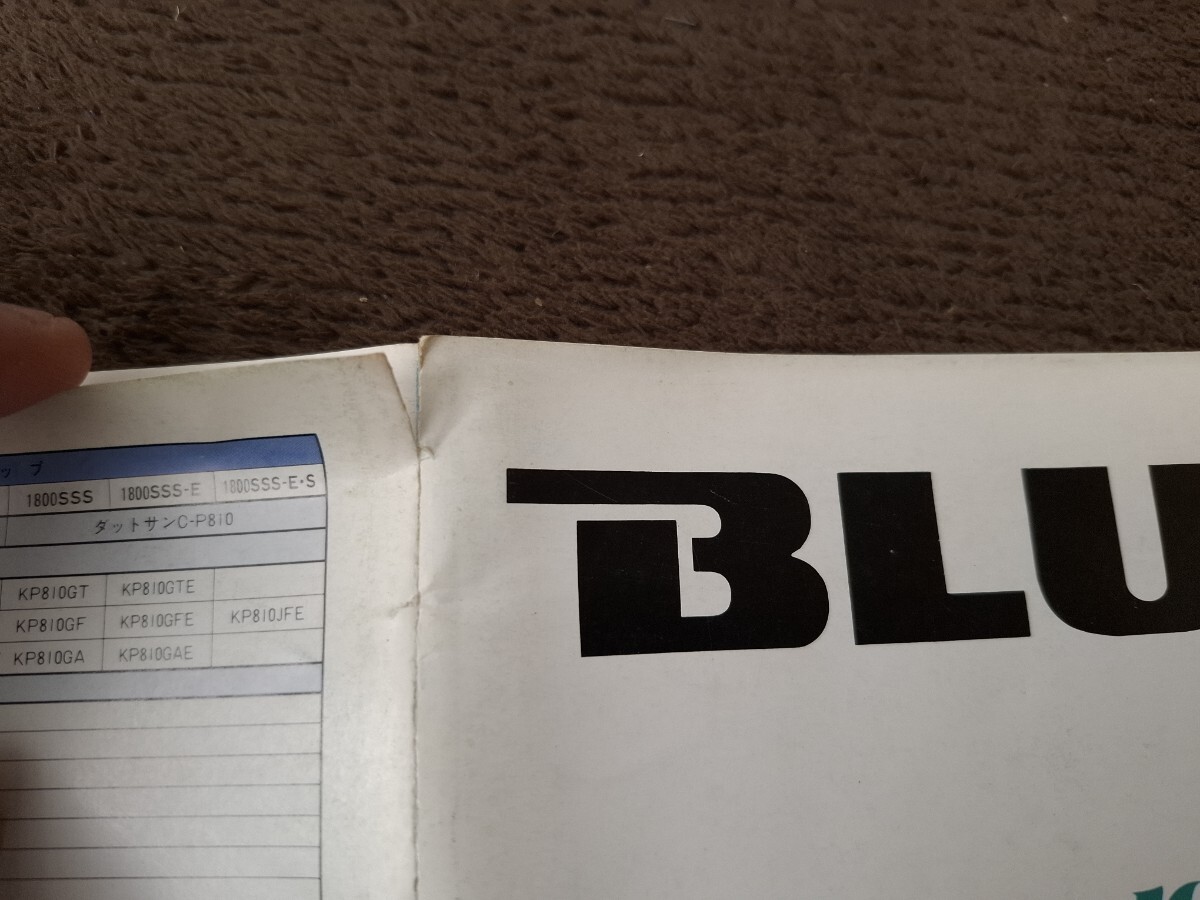 ップ
1800SSS 1800SSS-E 1800SSS-E・S
ダットサンC-P810
KP810GT KP810GTE
KP810GF KP810GFE KP810JFE
KP810GA KP810GAE
BLU